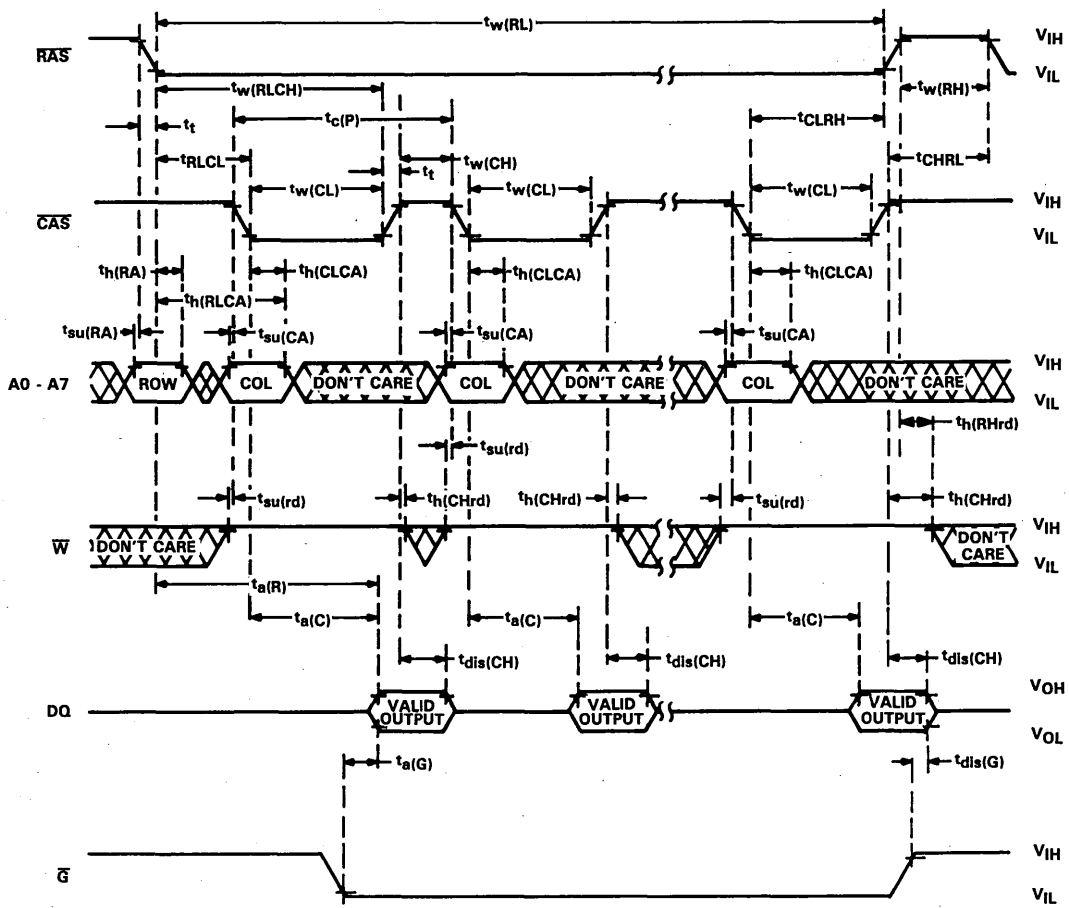 tw(RL)
RAS
VIH
VIL
tw(RLCH)
tw(RH)
tt
tc(P)
tCLRH
tRLCL
tw(CH)
tt
tCHRL
tw(CL)
tw(CL)
tw(CL)
CAS
VIH
VIL
th(RA)
th(CLCA)
th(CLCA)
th(CLCA)
th(RLCA)
tsu(RA)
tsu(CA)
tsu(CA)
tsu(CA)
A0 - A7
ROW
COL
DON'T CARE
COL
DON'T CARE
COL
DON'T CARE
VIH
VIL
th(RHrd)
tsu(rd)
tsu(rd)
th(CHrd)
th(CHrd)
tsu(rd)
th(CHrd)
W
DON'T CARE
DON'T
CARE
VIH
VIL
ta(R)
ta(C)
ta(C)
ta(C)
tdis(CH)
tdis(CH)
tdis(CH)
DQ
VALID
OUTPUT
VALID
OUTPUT
VALID
OUTPUT
VOH
VOL
ta(G)
tdis(G)
G
VIH
VIL